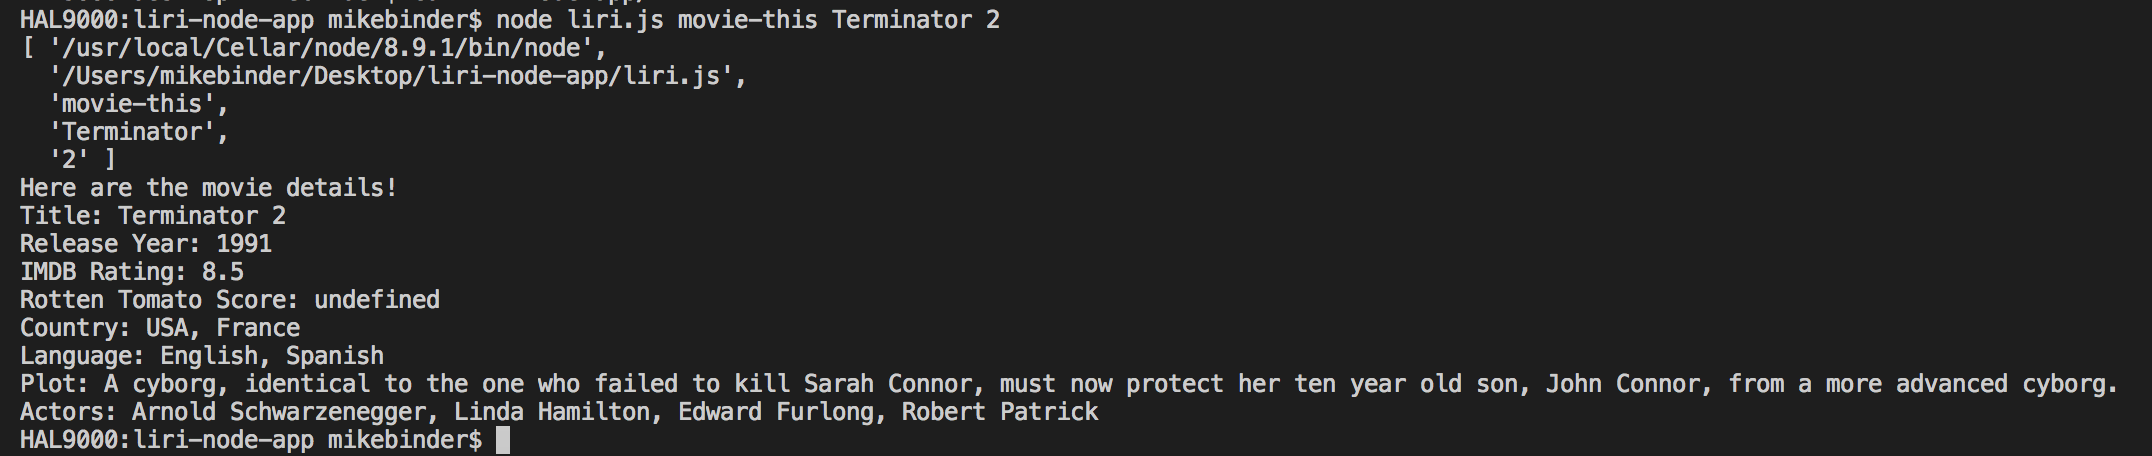 HAL9000:liri-node-app mikebinder$ node liri.js movie-this Terminator 2
[ '/usr/local/Cellar/node/8.9.1/bin/node',
  '/Users/mikebinder/Desktop/liri-node-app/liri.js',
  'movie-this',
  'Terminator',
  '2' ]
Here are the movie details!
Title: Terminator 2
Release Year: 1991
IMDB Rating: 8.5
Rotten Tomato Score: undefined
Country: USA, France
Language: English, Spanish
Plot: A cyborg, identical to the one who failed to kill Sarah Connor, must now protect her ten year old son, John Connor, from a more advanced cyborg.
Actors: Arnold Schwarzenegger, Linda Hamilton, Edward Furlong, Robert Patrick
HAL9000:liri-node-app mikebinder$